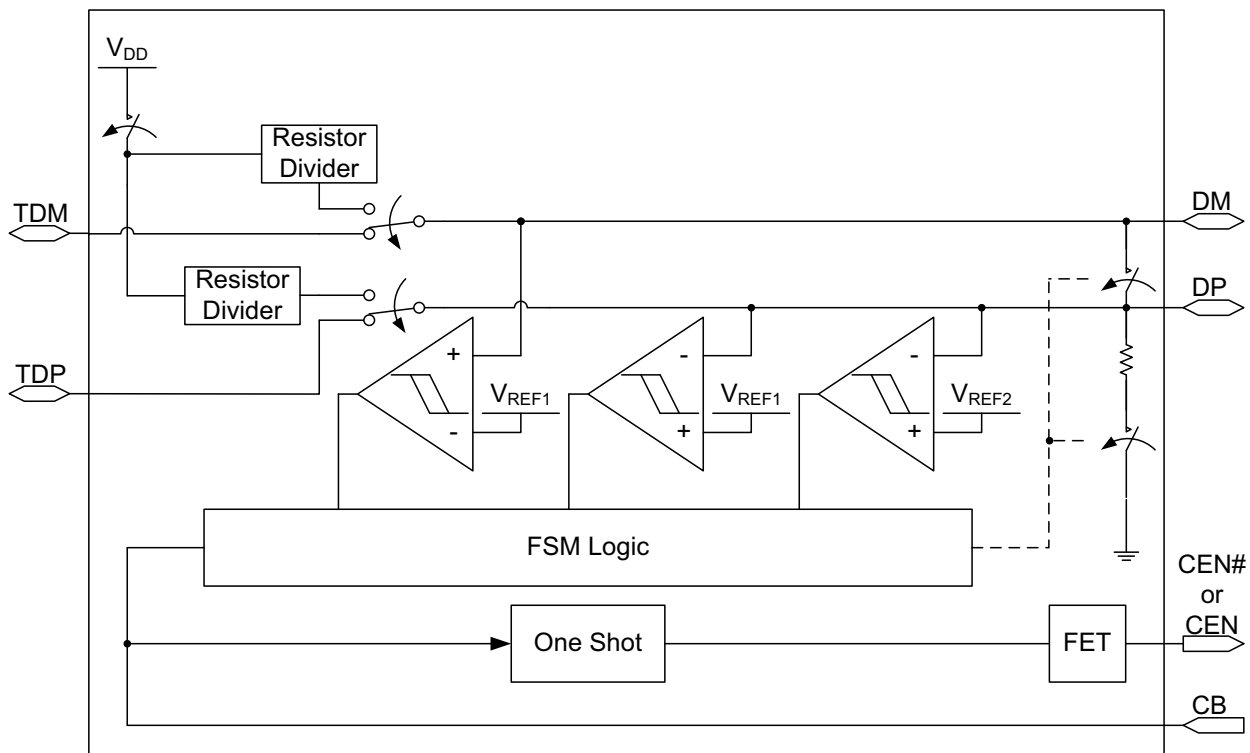 VDD
Resistor
Divider
TDM
DM
Resistor
Divider
DP
TDP
+
-
-
VREF1
VREF1
VREF2
-
+
+
FSM Logic
CEN#
or
CEN
One Shot
FET
CB